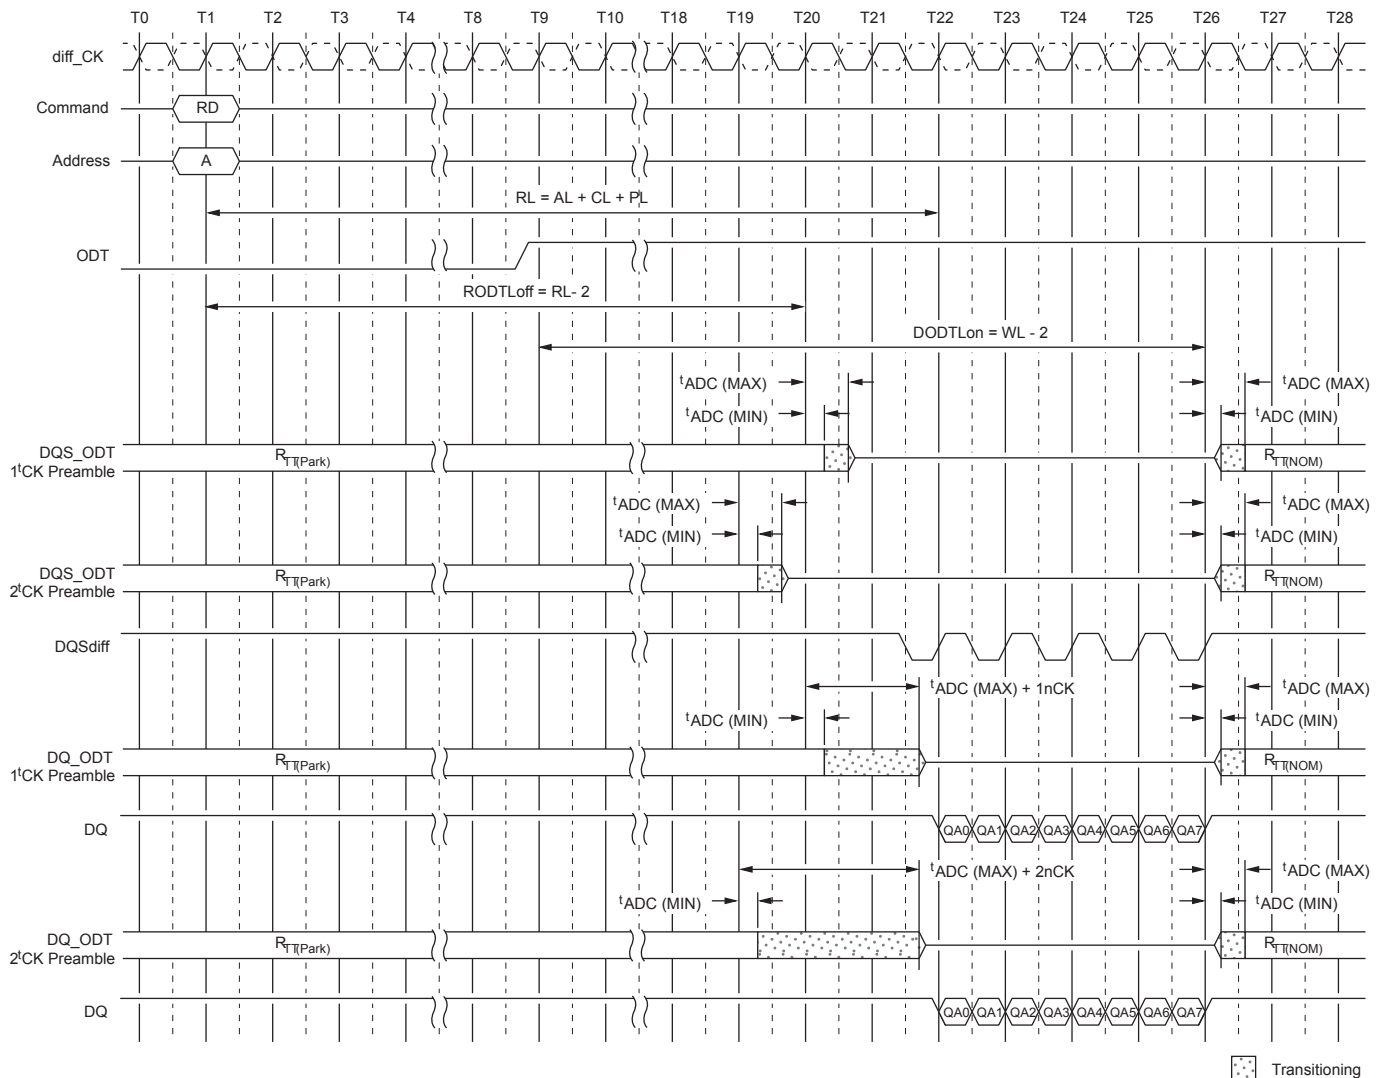 T0 T1 T2 T3 T4 T8 T9 T10 T18 T19 T20 T21 T22 T23 T24 T25 T26 T27 T28
diff_CK
Command RD
Address A
RL = AL + CL + PL
ODT
RODTLoff = RL- 2
DODTLon = WL - 2
tADC (MAX) tADC (MAX)
tADC (MIN) tADC (MIN)
DQS_ODT
1tCK Preamble RTT(Park) RTT(NOM)
tADC (MAX) tADC (MAX)
tADC (MIN) tADC (MIN)
DQS_ODT
2tCK Preamble RTT(Park) RTT(NOM)
DQSdiff
tADC (MAX) + 1nCK tADC (MAX)
tADC (MIN) tADC (MIN)
DQ_ODT
1tCK Preamble RTT(Park) RTT(NOM)
DQ QA0 QA1 QA2 QA3 QA4 QA5 QA6 QA7
tADC (MAX) + 2nCK tADC (MAX)
tADC (MIN) tADC (MIN)
DQ_ODT
2tCK Preamble RTT(Park) RTT(NOM)
DQ QA0 QA1 QA2 QA3 QA4 QA5 QA6 QA7
Transitioning